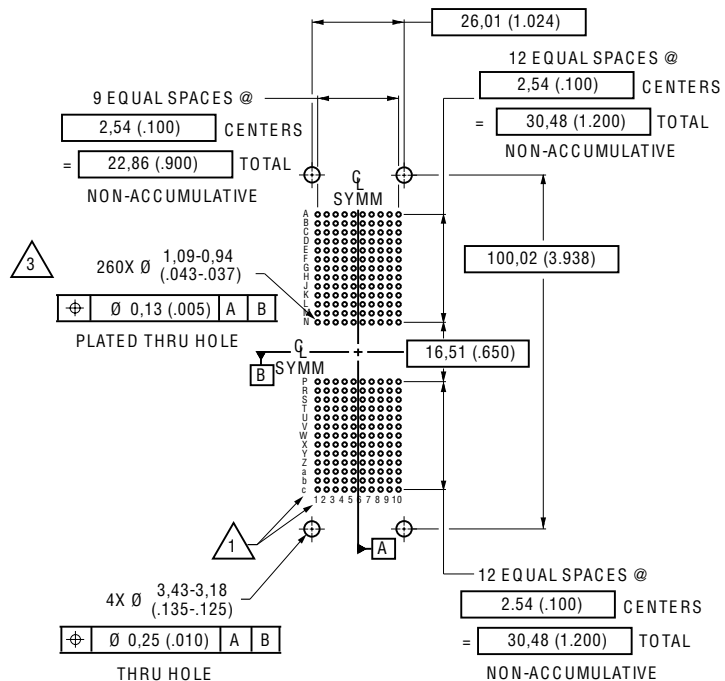 26,01 (1.024)
12 EQUAL SPACES @
2,54 (.100) CENTERS
= 30,48 (1.200) TOTAL
NON-ACCUMULATIVE
9 EQUAL SPACES @
2,54 (.100) CENTERS
= 22,86 (.900) TOTAL
NON-ACCUMULATIVE
CL
SYMM
A
B
C
D
E
F
G
H
J
K
L
M
N
3
260X Ø 1,09-0,94
(.043-.037)
⌖ Ø 0,13 (.005) A B
PLATED THRU HOLE
100,02 (3.938)
16,51 (.650)
CL
SYMM
B
P
R
S
T
U
V
W
X
Y
Z
a
b
c
1 2 3 4 5 6 7 8 9 10
1
A
4X Ø 3,43-3,18
(.135-.125)
⌖ Ø 0,25 (.010) A B
THRU HOLE
12 EQUAL SPACES @
2.54 (.100) CENTERS
= 30,48 (1.200) TOTAL
NON-ACCUMULATIVE